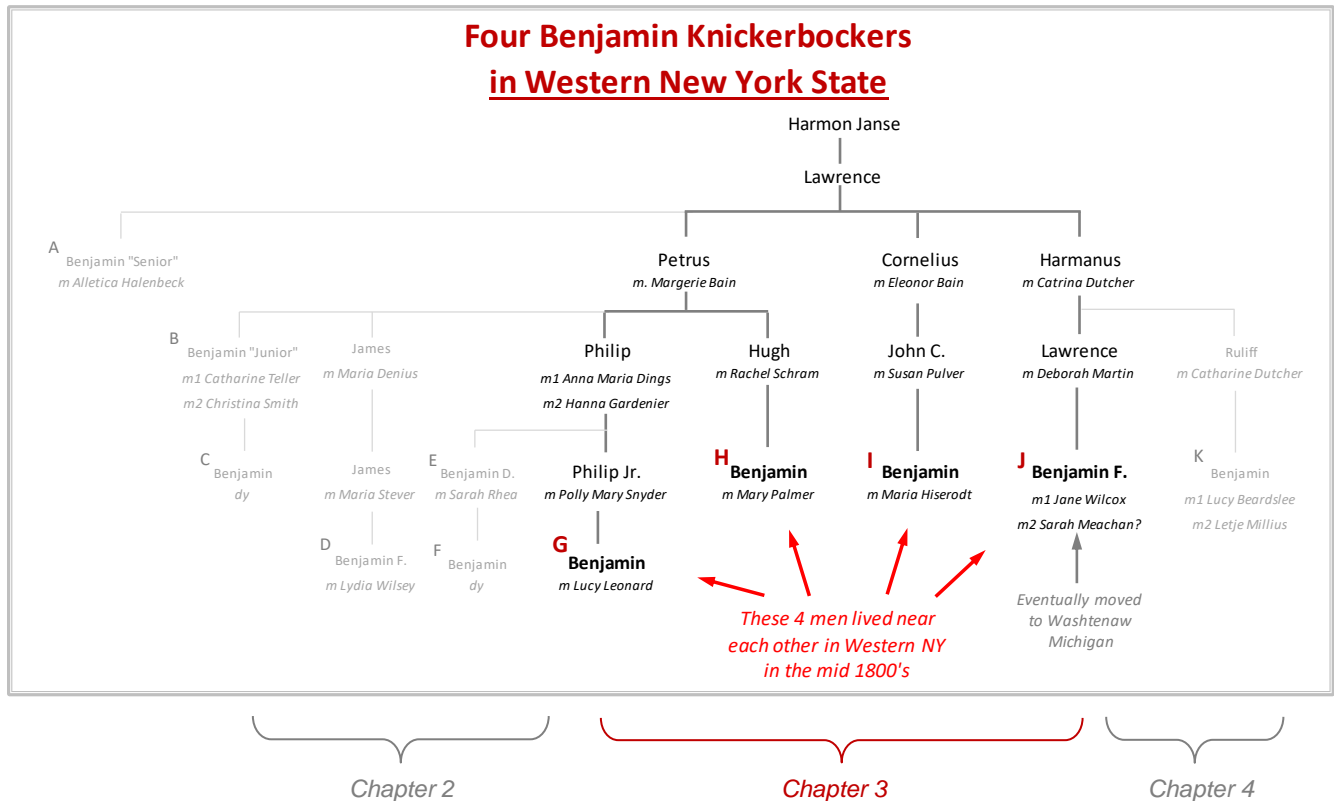 Four Benjamin Knickerbockers
in Western New York State
Harmon Janse
Lawrence
A
Benjamin "Senior"
m Alletica Halenbeck
Petrus
m. Margerie Bain
Cornelius
m Eleonor Bain
Harmanus
m Catrina Dutcher
B
Benjamin "Junior"
m1 Catharine Teller
m2 Christina Smith
James
m Maria Denius
Philip
m1 Anna Maria Dings
m2 Hanna Gardenier
Hugh
m Rachel Schram
John C.
m Susan Pulver
Lawrence
m Deborah Martin
Ruliff
m Catharine Dutcher
C
Benjamin
dy
James
m Maria Stever
E
Benjamin D.
m Sarah Rhea
Philip Jr.
m Polly Mary Snyder
H
Benjamin
m Mary Palmer
I
Benjamin
m Maria Hiserodt
J
Benjamin F.
m1 Jane Wilcox
m2 Sarah Meachan?
K
Benjamin
m1 Lucy Beardslee
m2 Letje Millius
D
Benjamin F.
m Lydia Wilsey
F
Benjamin
dy
G
Benjamin
m Lucy Leonard
These 4 men lived near
each other in Western NY
in the mid 1800's
Eventually moved
to Washtenaw
Michigan
Chapter 2
Chapter 3
Chapter 4